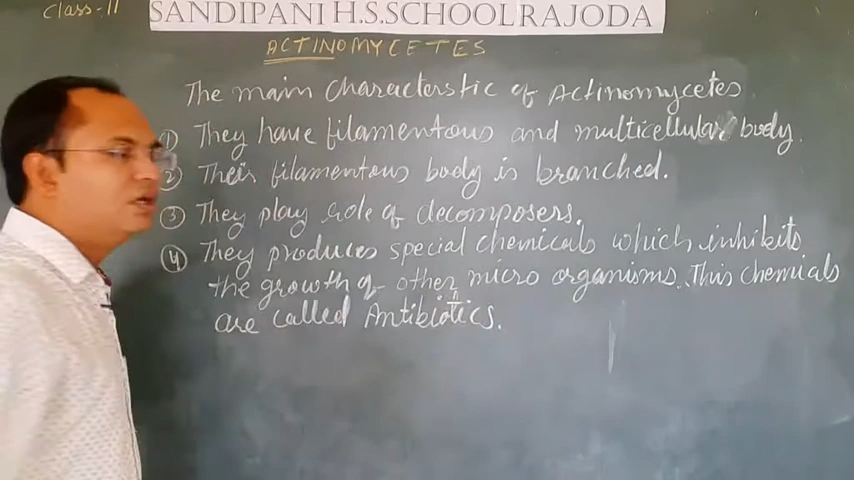 Class-11
SANDIPANI H.S.SCHOOL RAJODA
ACTINOMYCETES
The main characterstic of Actinomycetes
① They have filamentous and multicellular body.
② Their filamentous body is branched.
③ They play role of decomposers.
④ They produces special chemicals which inhibits
the growth of other micro organisms. This chemials
are called Antibiotics.